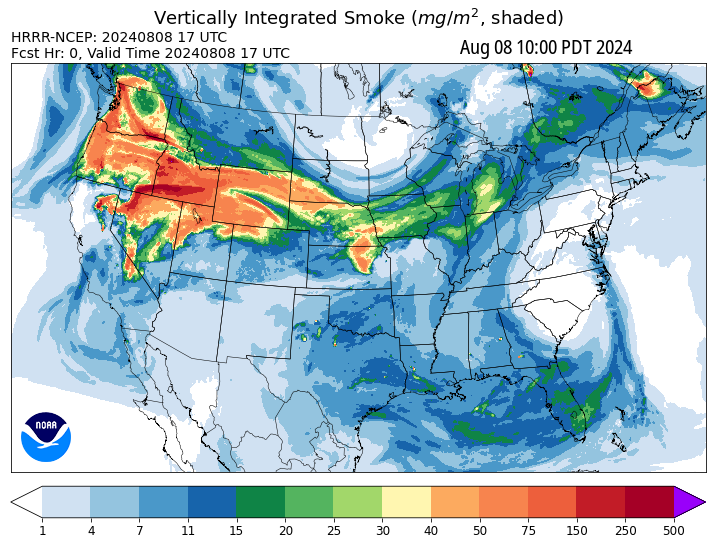 Vertically Integrated Smoke (mg/m², shaded)
HRRR-NCEP: 20240808 17 UTC
Fcst Hr: 0, Valid Time 20240808 17 UTC
Aug 08 10:00 PDT 2024
NOAA
1 4 7 11 15 20 25 30 40 50 75 150 250 500